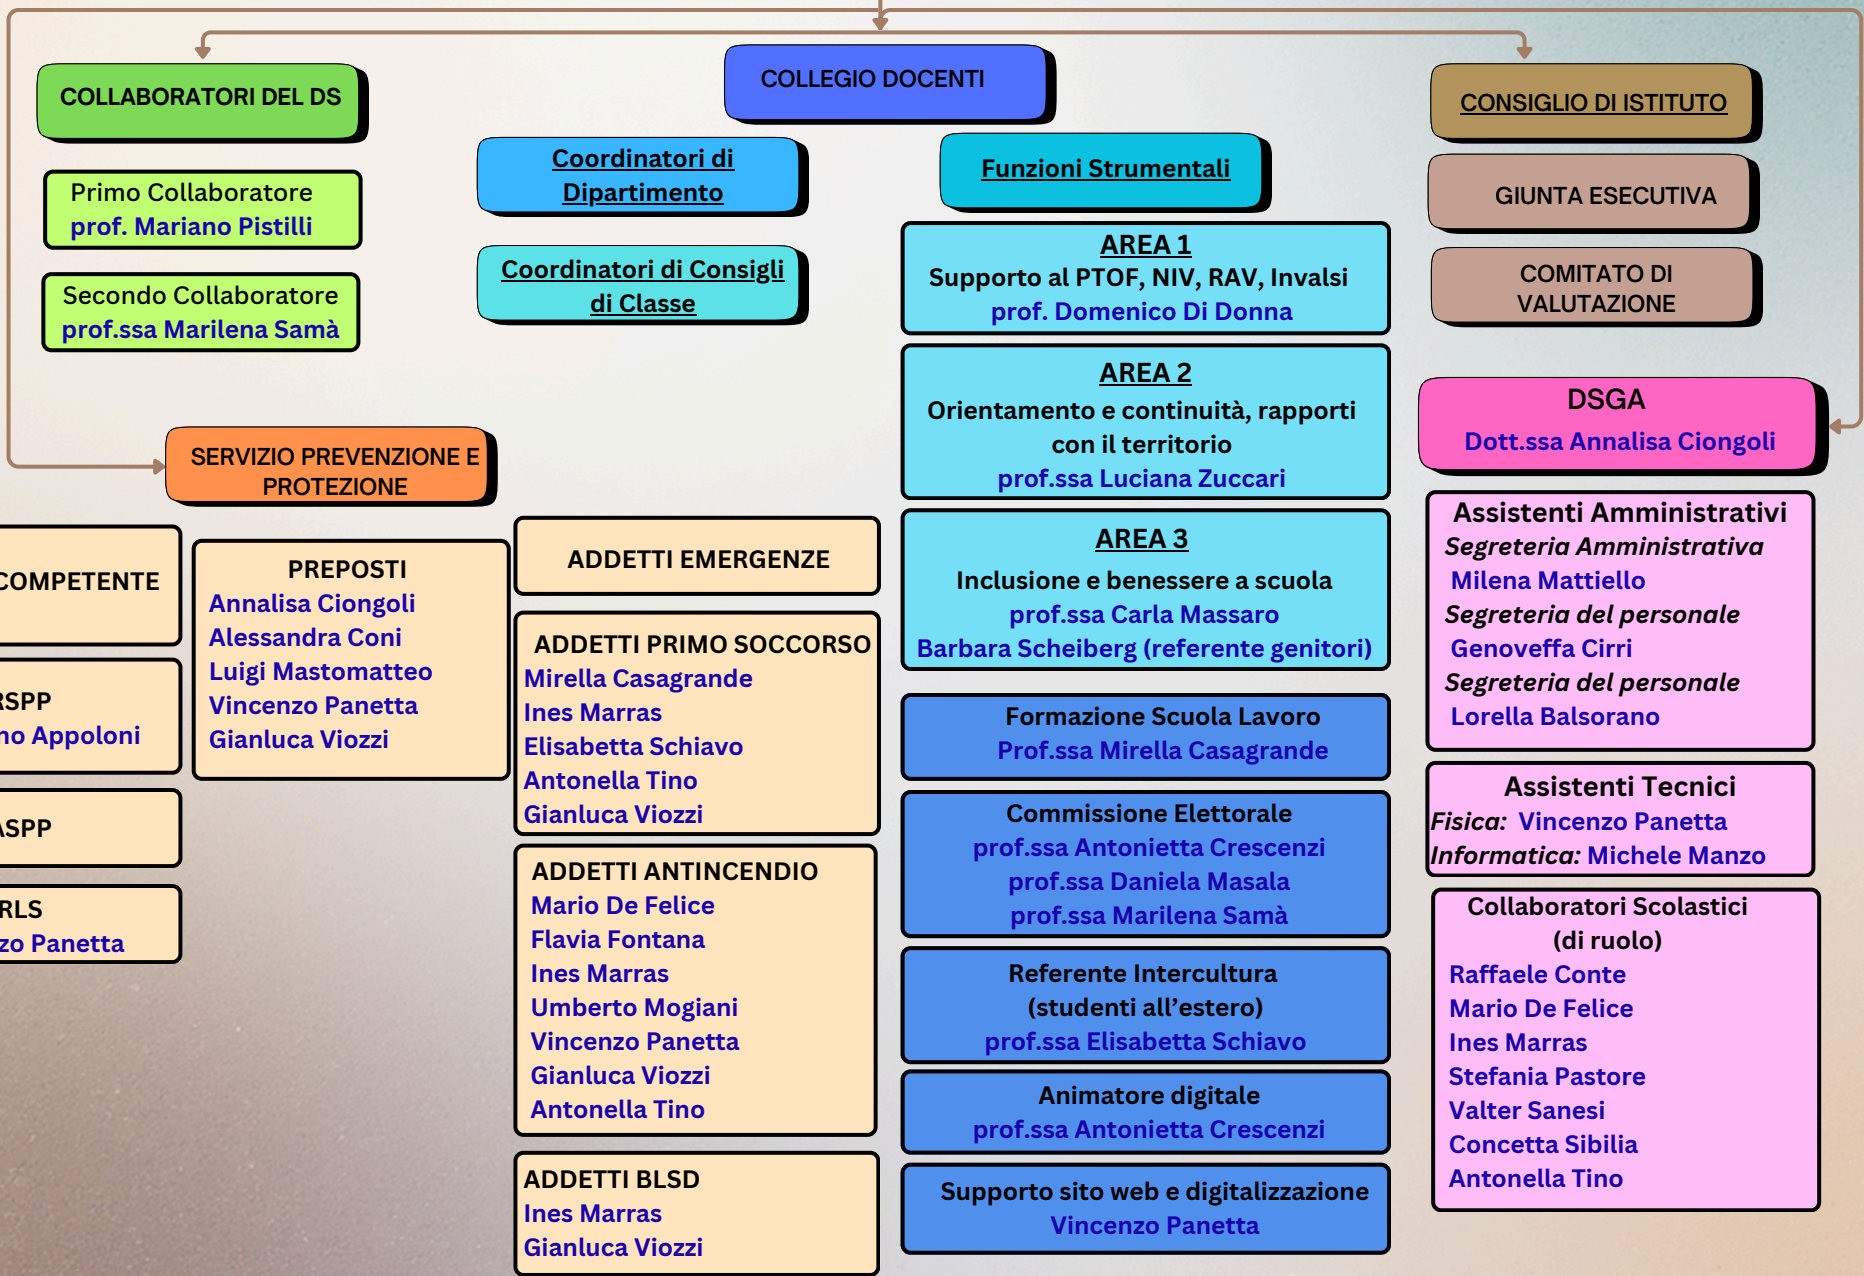 COLLABORATORI DEL DS
Primo Collaboratore
prof. Mariano Pistilli
Secondo Collaboratore
prof.ssa Marilena Samà
COLLEGIO DOCENTI
Coordinatori di
Dipartimento
Coordinatori di Consigli
di Classe
Funzioni Strumentali
AREA 1
Supporto al PTOF, NIV, RAV, Invalsi
prof. Domenico Di Donna
AREA 2
Orientamento e continuità, rapporti
con il territorio
prof.ssa Luciana Zuccari
AREA 3
Inclusione e benessere a scuola
prof.ssa Carla Massaro
Barbara Scheiberg (referente genitori)
Formazione Scuola Lavoro
Prof.ssa Mirella Casagrande
Commissione Elettorale
prof.ssa Antonietta Crescenzi
prof.ssa Daniela Masala
prof.ssa Marilena Samà
Referente Intercultura
(studenti all’estero)
prof.ssa Elisabetta Schiavo
Animatore digitale
prof.ssa Antonietta Crescenzi
Supporto sito web e digitalizzazione
Vincenzo Panetta
CONSIGLIO DI ISTITUTO
GIUNTA ESECUTIVA
COMITATO DI
VALUTAZIONE
DSGA
Dott.ssa Annalisa Ciongoli
Assistenti Amministrativi
Segreteria Amministrativa
Milena Mattiello
Segreteria del personale
Genoveffa Cirri
Segreteria del personale
Lorella Balsorano
Assistenti Tecnici
Fisica: Vincenzo Panetta
Informatica: Michele Manzo
Collaboratori Scolastici
(di ruolo)
Raffaele Conte
Mario De Felice
Ines Marras
Stefania Pastore
Valter Sanesi
Concetta Sibilia
Antonella Tino
SERVIZIO PREVENZIONE E
PROTEZIONE
COMPETENTE
RSPP
no Appoloni
ASPP
RLS
zo Panetta
PREPOSTI
Annalisa Ciongoli
Alessandra Coni
Luigi Mastomatteo
Vincenzo Panetta
Gianluca Viozzi
ADDETTI EMERGENZE
ADDETTI PRIMO SOCCORSO
Mirella Casagrande
Ines Marras
Elisabetta Schiavo
Antonella Tino
Gianluca Viozzi
ADDETTI ANTINCENDIO
Mario De Felice
Flavia Fontana
Ines Marras
Umberto Mogiani
Vincenzo Panetta
Gianluca Viozzi
Antonella Tino
ADDETTI BLSD
Ines Marras
Gianluca Viozzi